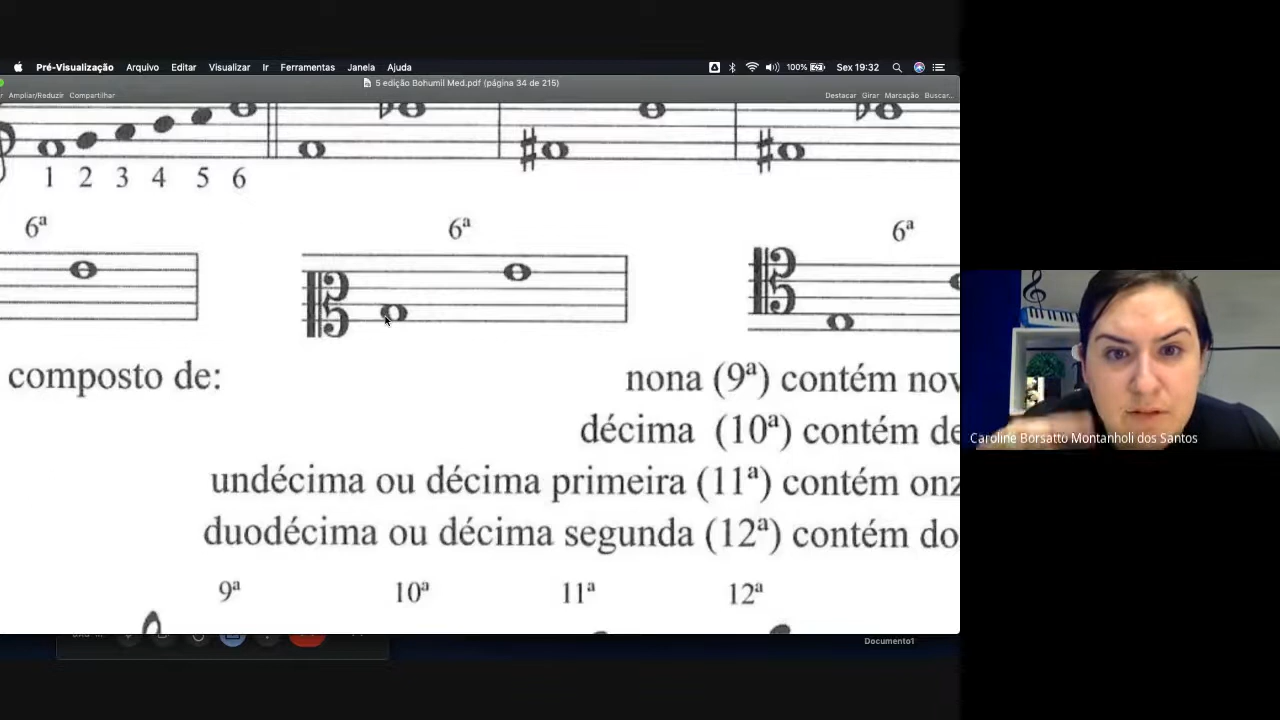 Pré-Visualização Arquivo Editar Visualizar Ir Ferramentas Janela Ajuda 100% Sex 19:32
5 edição Bohumil Med.pdf (página 34 de 215)
Ampliar/Reduzir Compartilhar Destacar Girar Marcação Buscar...
1 2 3 4 5 6
6ª 6ª 6ª
composto de: nona (9ª) contém nov
décima (10ª) contém de
undécima ou décima primeira (11ª) contém onz
duodécima ou décima segunda (12ª) contém do
9ª 10ª 11ª 12ª
Documento1
Caroline Borsatto Montanholi dos Santos